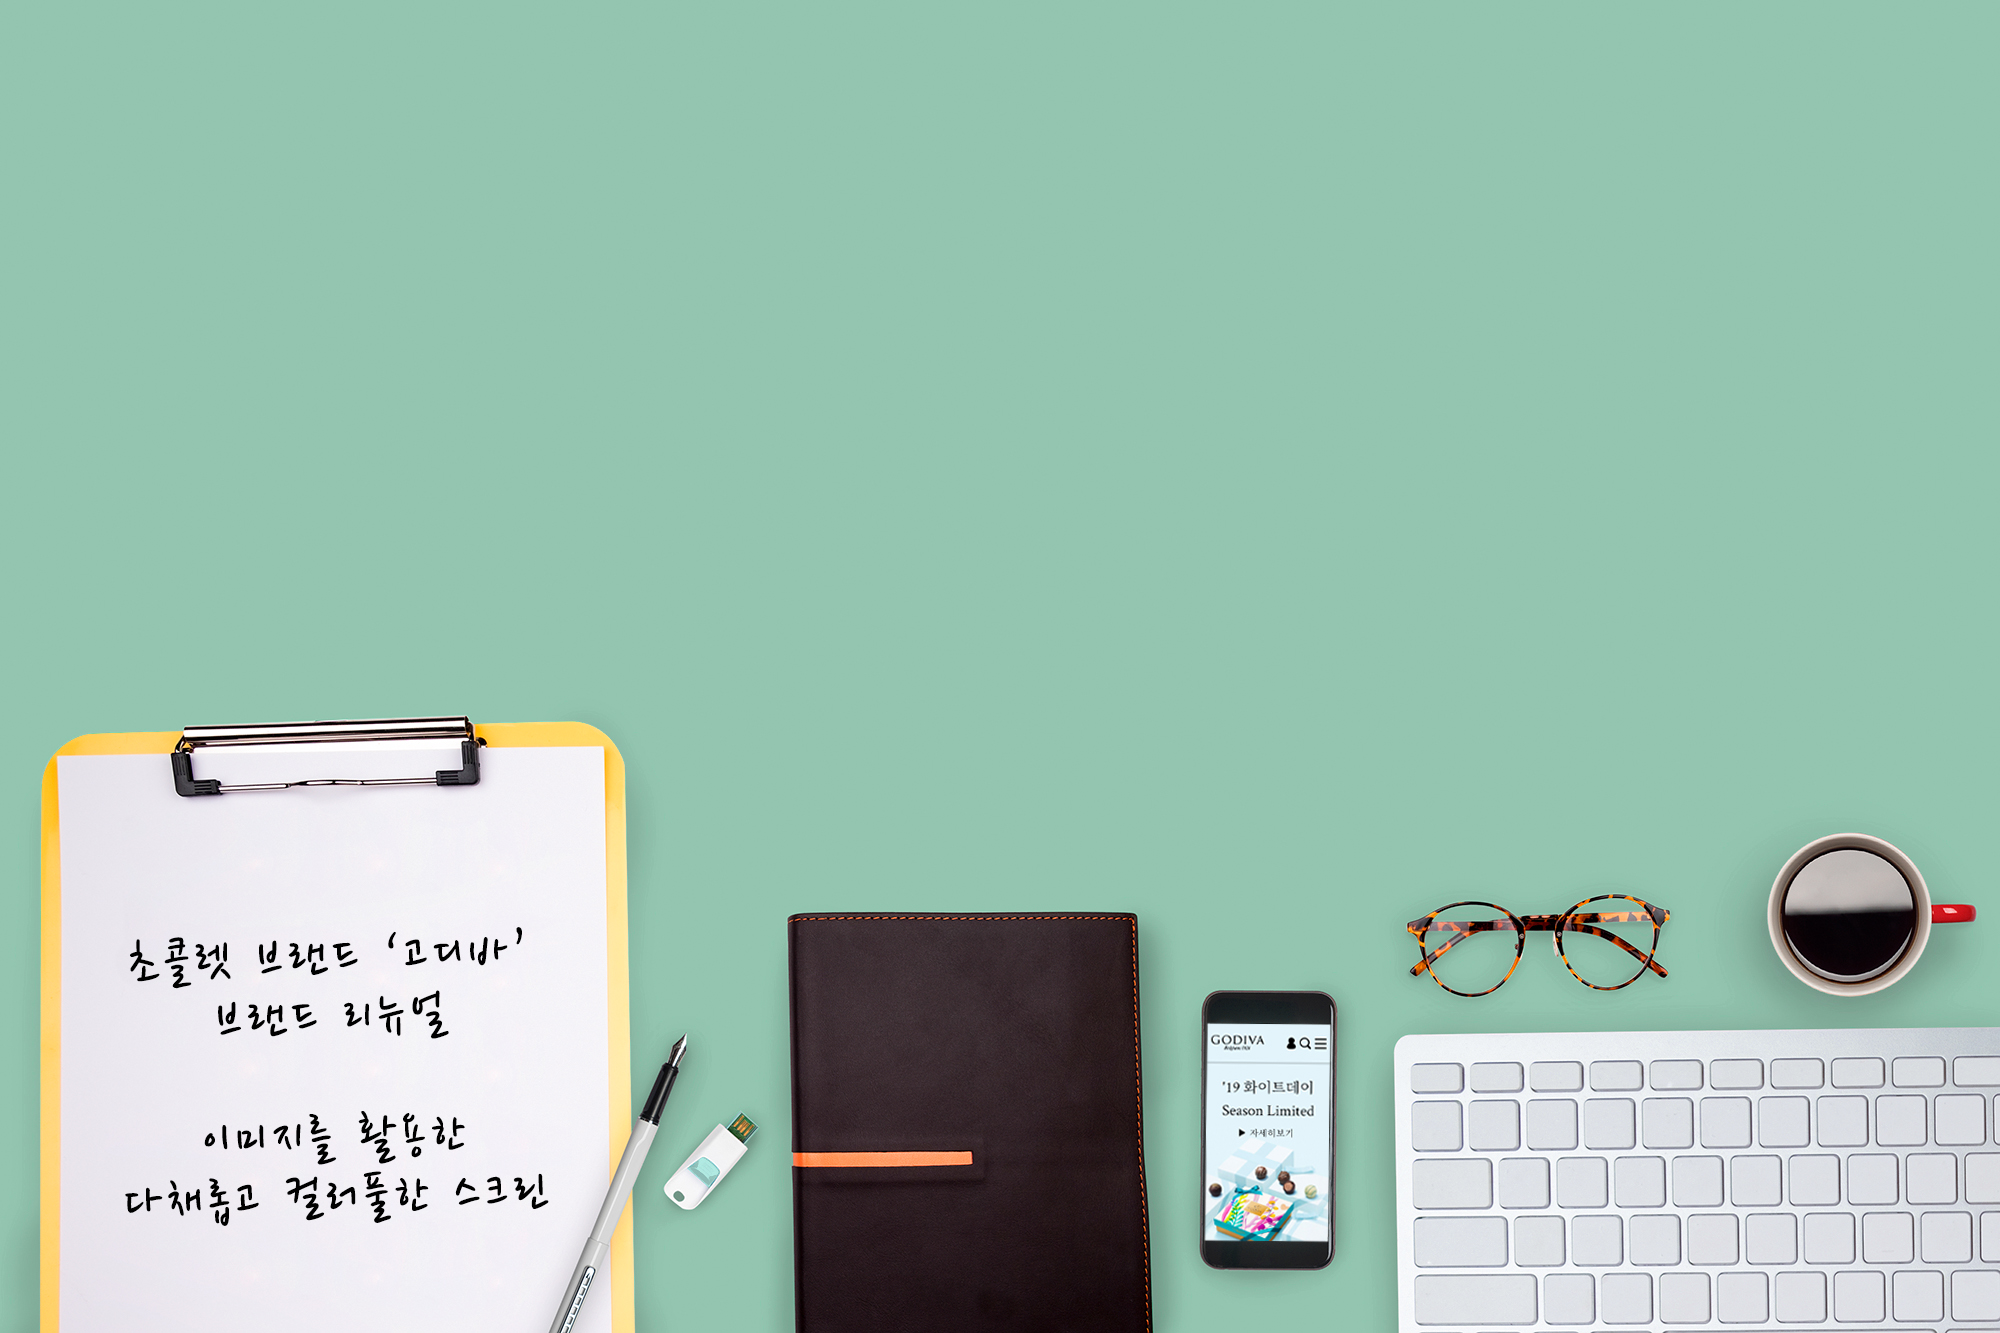 초콜렛 브랜드 ‘고디바’
브랜드 리뉴얼
이미지를 활용한
다채롭고 컬러풀한 스크린
GODIVA
'19 화이트데이
Season Limited
▶ 자세히보기